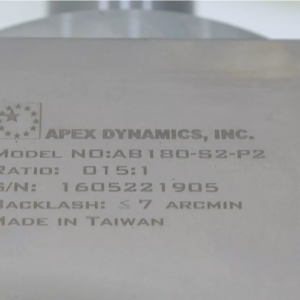 APEX DYNAMICS, INC.
MODEL NO:AB180-S2-P2
RATIO: 015:1
S/N: 1605221905
BACKLASH: ≤ 7 ARCMIN
MADE IN TAIWAN